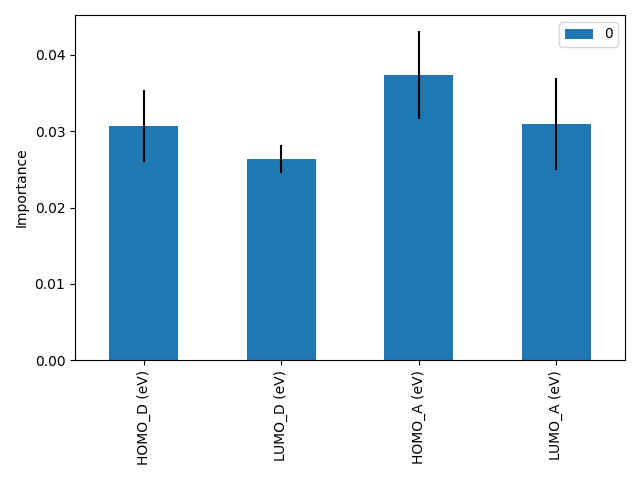 0
0.04
0.03
0.02
0.01
0.00
Importance
HOMO_D (eV)
LUMO_D (eV)
HOMO_A (eV)
LUMO_A (eV)